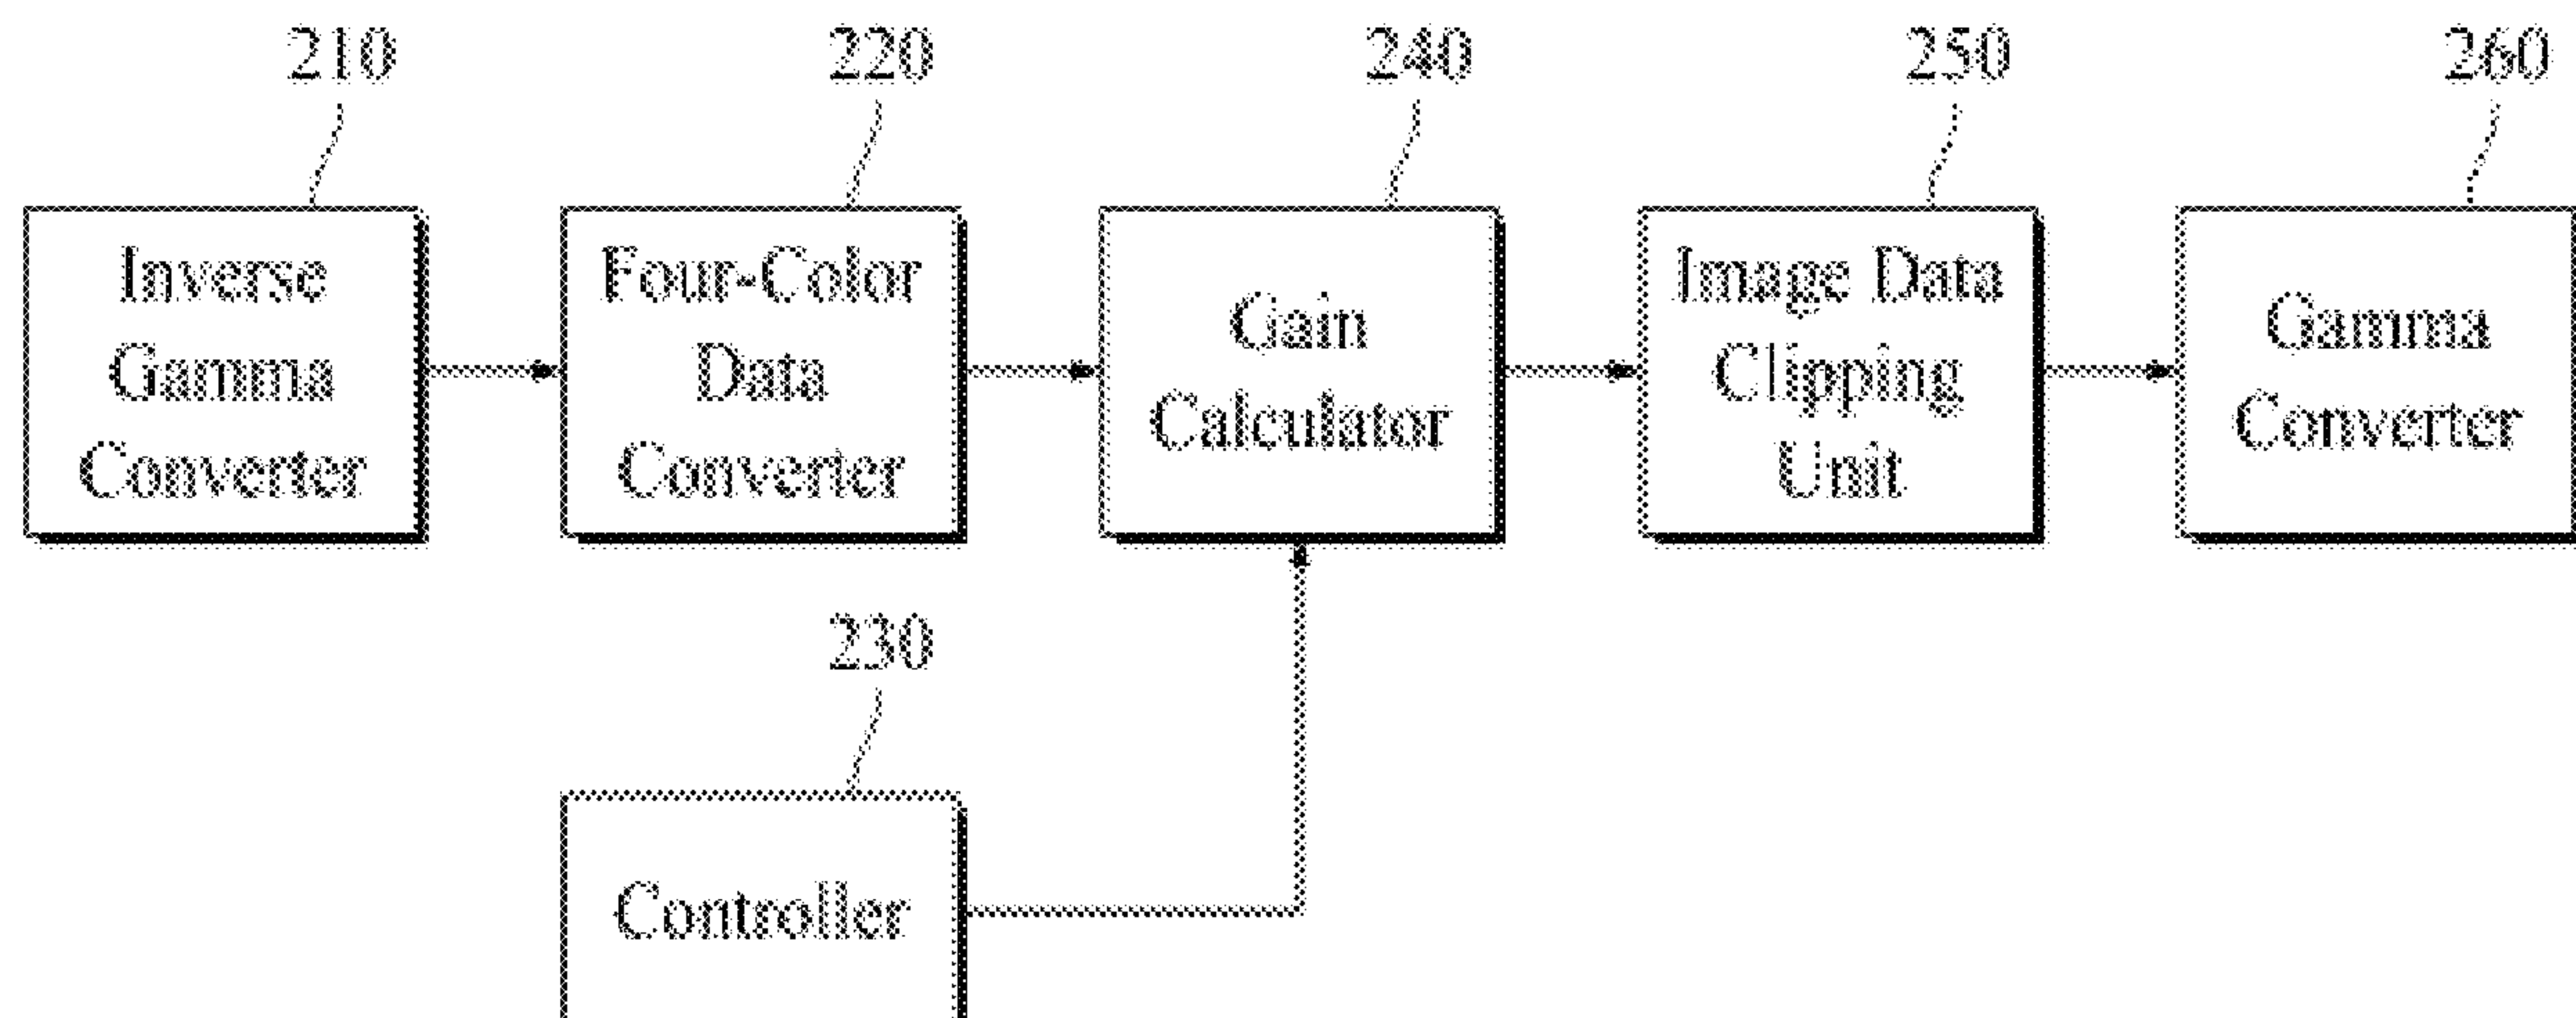 210
220
240
250
260
Inverse
Gamma
Converter
Four-Color
Data
Converter
Gain
Calculator
Image Data
Clipping
Unit
Gamma
Converter
230
Controller